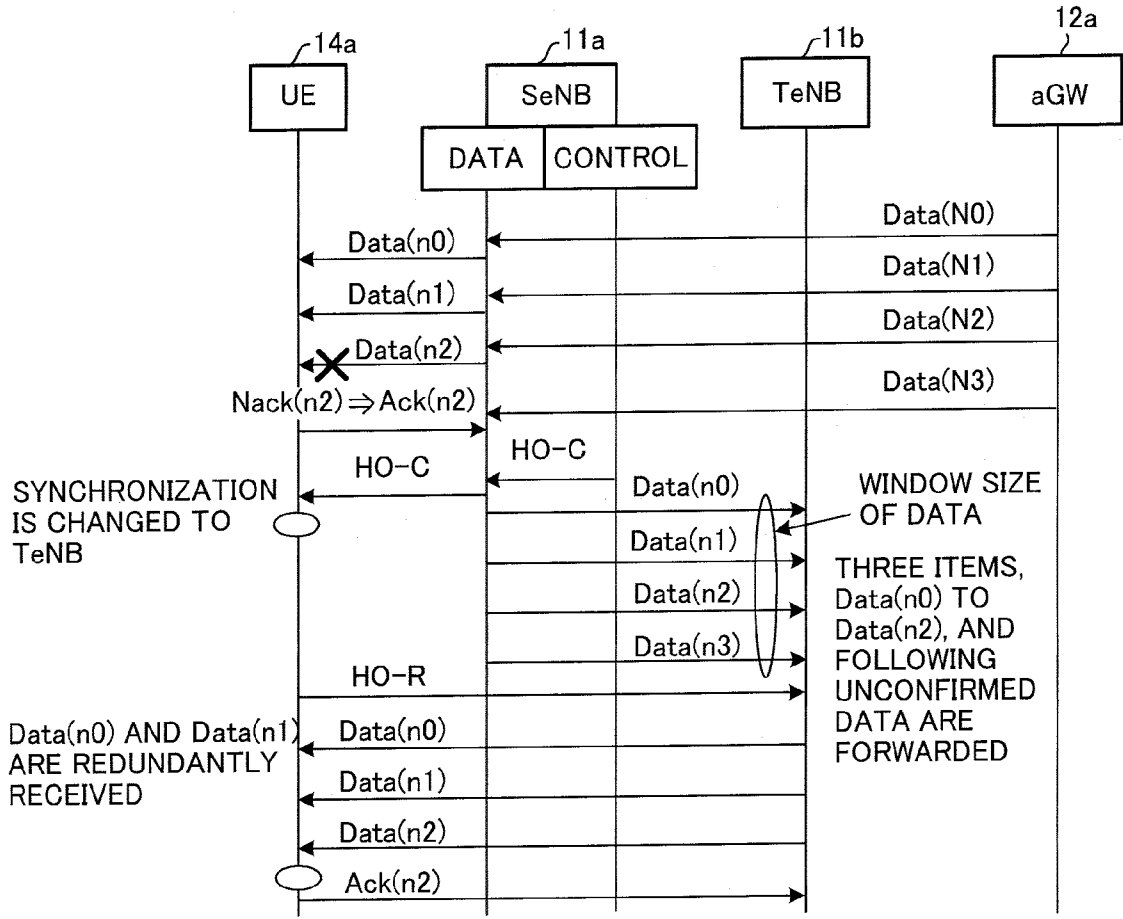 14a
11a
11b
12a
UE
SeNB
TeNB
aGW
DATA
CONTROL
Data(N0)
Data(n0)
Data(N1)
Data(n1)
Data(N2)
Data(n2)
Data(N3)
Nack(n2)⇒Ack(n2)
HO-C
HO-C
SYNCHRONIZATION
IS CHANGED TO
TeNB
Data(n0)
WINDOW SIZE
OF DATA
Data(n1)
Data(n2)
Data(n3)
THREE ITEMS,
Data(n0) TO
Data(n2), AND
FOLLOWING
UNCONFIRMED
DATA ARE
FORWARDED
HO-R
Data(n0) AND Data(n1)
ARE REDUNDANTLY
RECEIVED
Data(n0)
Data(n1)
Data(n2)
Ack(n2)